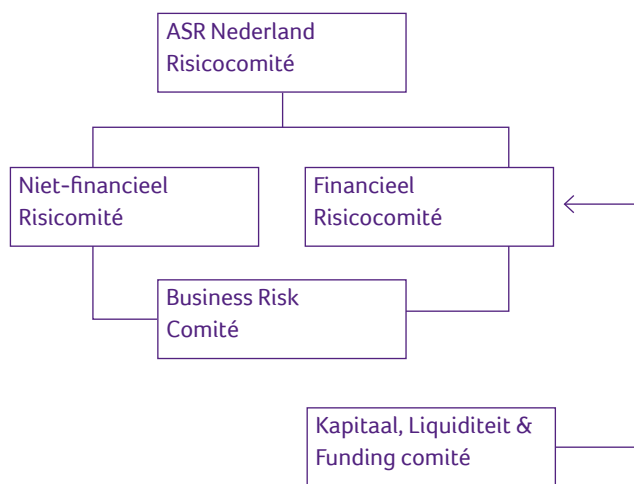 ASR Nederland
Risicocomité
Niet-financieel
Risicomité
Financieel
Risicocomité
Business Risk
Comité
Kapitaal, Liquiditeit &
Funding comité